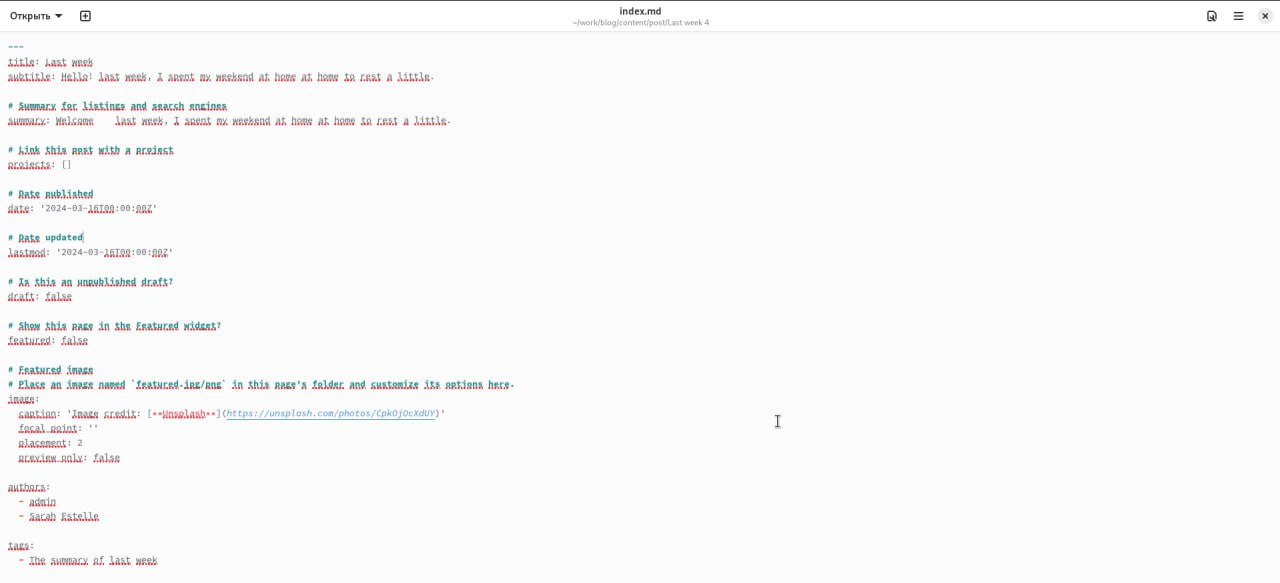 Открыть
index.md
~/work/blog/content/post/Last week 4
---
title: Last week
subtitle: Hello! last week, I spent my weekend at home at home to rest a little.
# Summary for listings and search engines
summary: Welcome    last week, I spent my weekend at home at home to rest a little.
# Link this post with a project
projects: []
# Date published
date: '2024-03-16T00:00:00Z'
# Date updated
lastmod: '2024-03-16T00:00:00Z'
# Is this an unpublished draft?
draft: false
# Show this page in the Featured widget?
featured: false
# Featured image
# Place an image named `featured.jpg/png` in this page's folder and customize its options here.
image:
  caption: 'Image credit: [**Unsplash**](https://unsplash.com/photos/CpkOjOcXdUY)'
  focal_point: ''
  placement: 2
  preview_only: false
authors:
  - admin
  - Sarah Estelle
tags:
  - The summary of last week